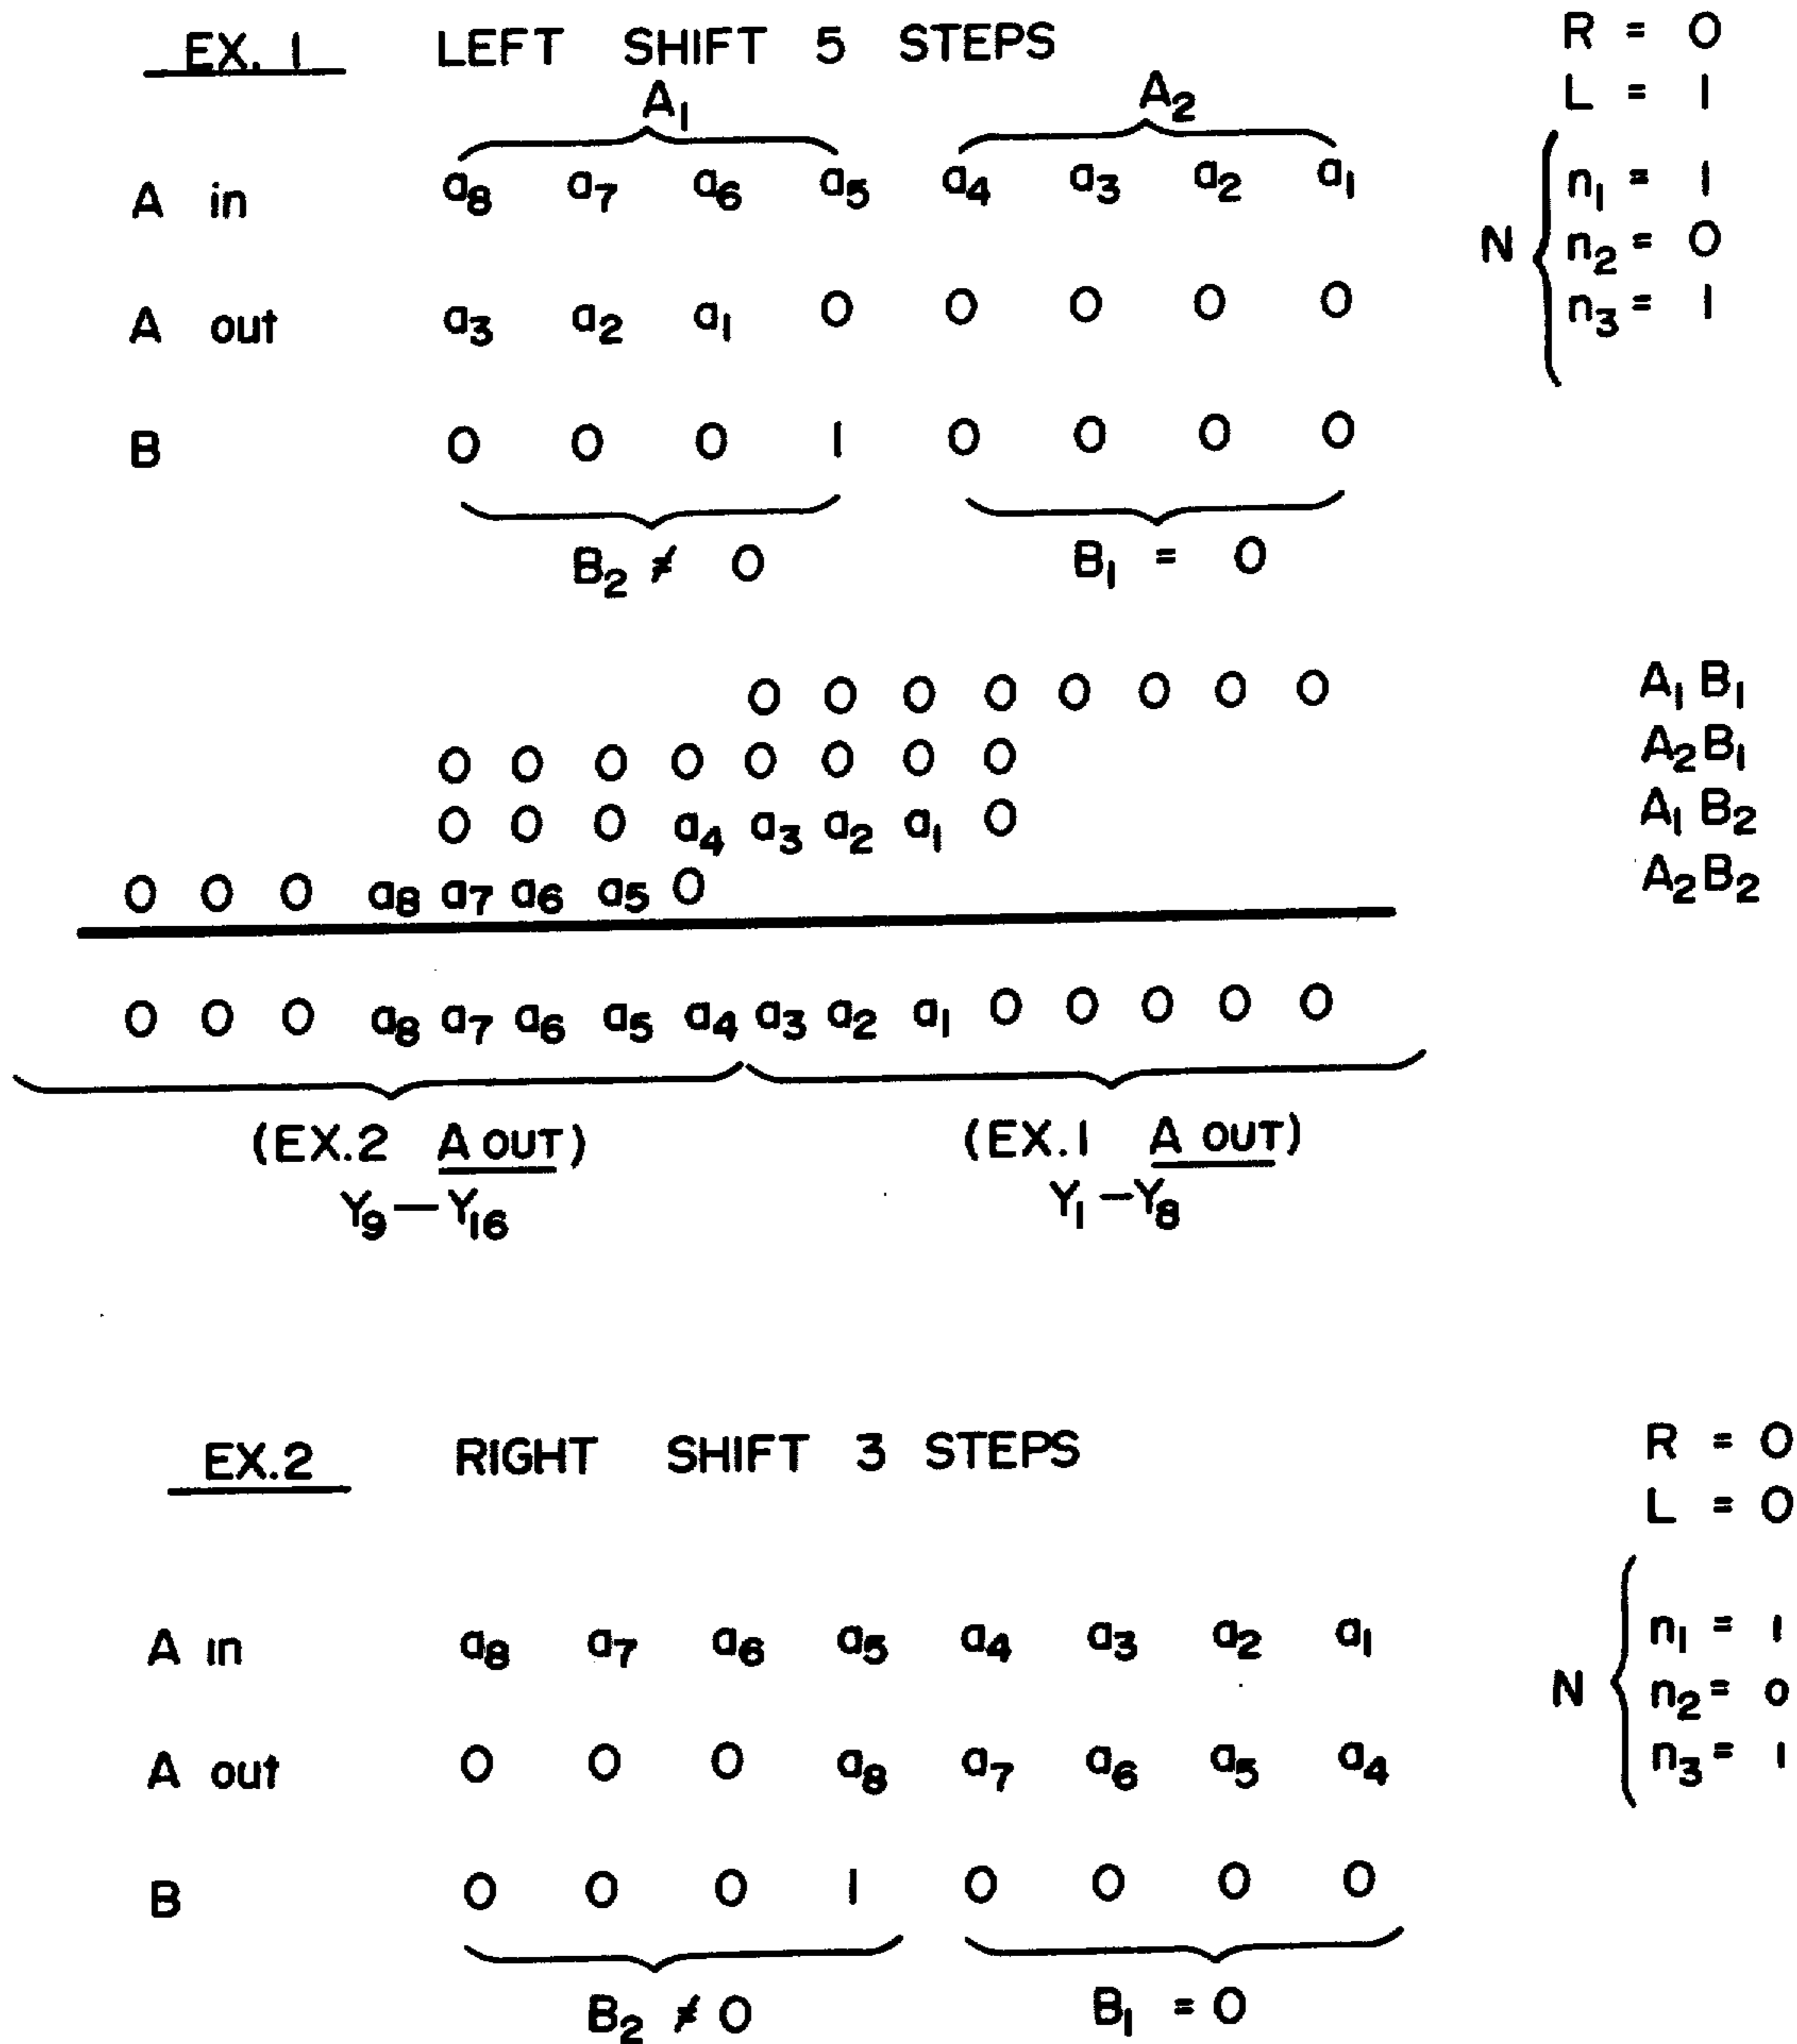 EX. 1 LEFT SHIFT 5 STEPS R = 0
A₁ A₂ L = 1
A in a₈ a₇ a₆ a₅ a₄ a₃ a₂ a₁ n₁ = 1
N n₂ = 0
A out a₃ a₂ a₁ 0 0 0 0 0 n₃ = 1
B 0 0 0 1 0 0 0 0
B₂ ≠ 0 B₁ = 0
0 0 0 0 0 0 0 0 A₁ B₁
0 0 0 0 0 0 0 0 A₂ B₁
0 0 0 a₄ a₃ a₂ a₁ 0 A₁ B₂
0 0 0 a₈ a₇ a₆ a₅ 0 A₂ B₂
0 0 0 a₈ a₇ a₆ a₅ a₄ a₃ a₂ a₁ 0 0 0 0 0
(EX.2 A OUT) (EX.1 A OUT)
Y₉—Y₁₆ Y₁—Y₈
EX.2 RIGHT SHIFT 3 STEPS R = 0
L = 0
A in a₈ a₇ a₆ a₅ a₄ a₃ a₂ a₁ n₁ = 1
N n₂ = 0
A out 0 0 0 a₈ a₇ a₆ a₅ a₄ n₃ = 1
B 0 0 0 1 0 0 0 0
B₂ ≠ 0 B₁ = 0